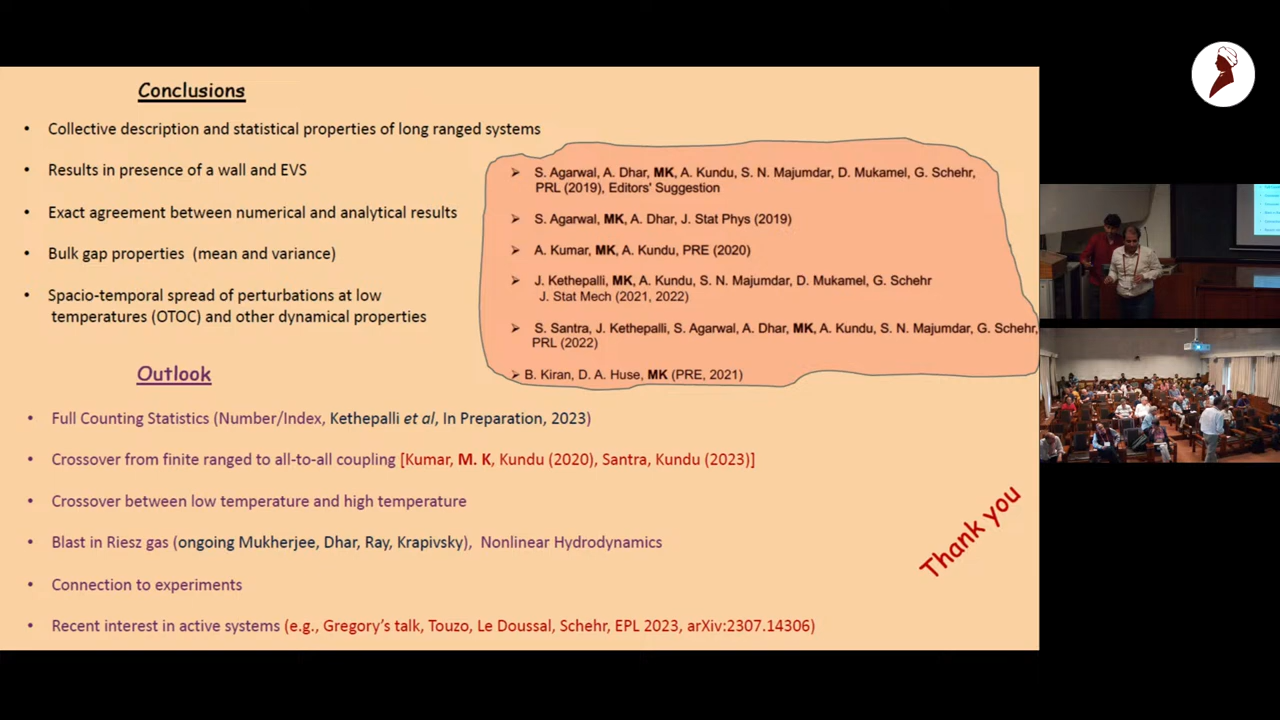 Conclusions
• Collective description and statistical properties of long ranged systems
• Results in presence of a wall and EVS
• Exact agreement between numerical and analytical results
• Bulk gap properties (mean and variance)
• Spacio-temporal spread of perturbations at low
temperatures (OTOC) and other dynamical properties
➢ S. Agarwal, A. Dhar, MK, A. Kundu, S. N. Majumdar, D. Mukamel, G. Schehr,
PRL (2019), Editors' Suggestion
➢ S. Agarwal, MK, A. Dhar, J. Stat Phys (2019)
➢ A. Kumar, MK, A. Kundu, PRE (2020)
➢ J. Kethepalli, MK, A. Kundu, S. N. Majumdar, D. Mukamel, G. Schehr
J. Stat Mech (2021, 2022)
➢ S. Santra, J. Kethepalli, S. Agarwal, A. Dhar, MK, A. Kundu, S. N. Majumdar, G. Schehr,
PRL (2022)
➢ B. Kiran, D. A. Huse, MK (PRE, 2021)
Outlook
• Full Counting Statistics (Number/Index, Kethepalli et al, In Preparation, 2023)
• Crossover from finite ranged to all-to-all coupling [Kumar, M. K, Kundu (2020), Santra, Kundu (2023)]
• Crossover between low temperature and high temperature
• Blast in Riesz gas (ongoing Mukherjee, Dhar, Ray, Krapivsky), Nonlinear Hydrodynamics
• Connection to experiments
• Recent interest in active systems (e.g., Gregory's talk, Touzo, Le Doussal, Schehr, EPL 2023, arXiv:2307.14306)
Thank you